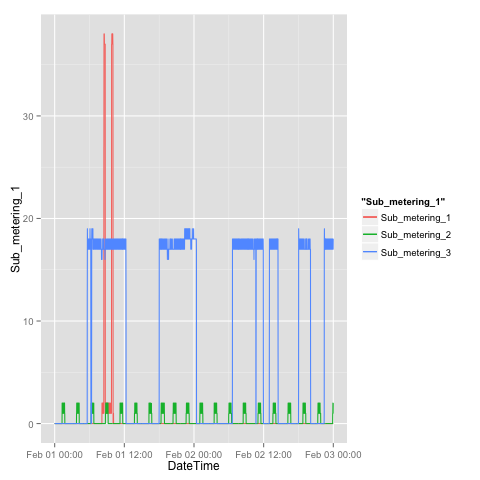 30
20
10
0
Sub_metering_1
Feb 01 00:00 Feb 01 12:00 Feb 02 00:00 Feb 02 12:00 Feb 03 00:00
DateTime
"Sub_metering_1"
Sub_metering_1
Sub_metering_2
Sub_metering_3